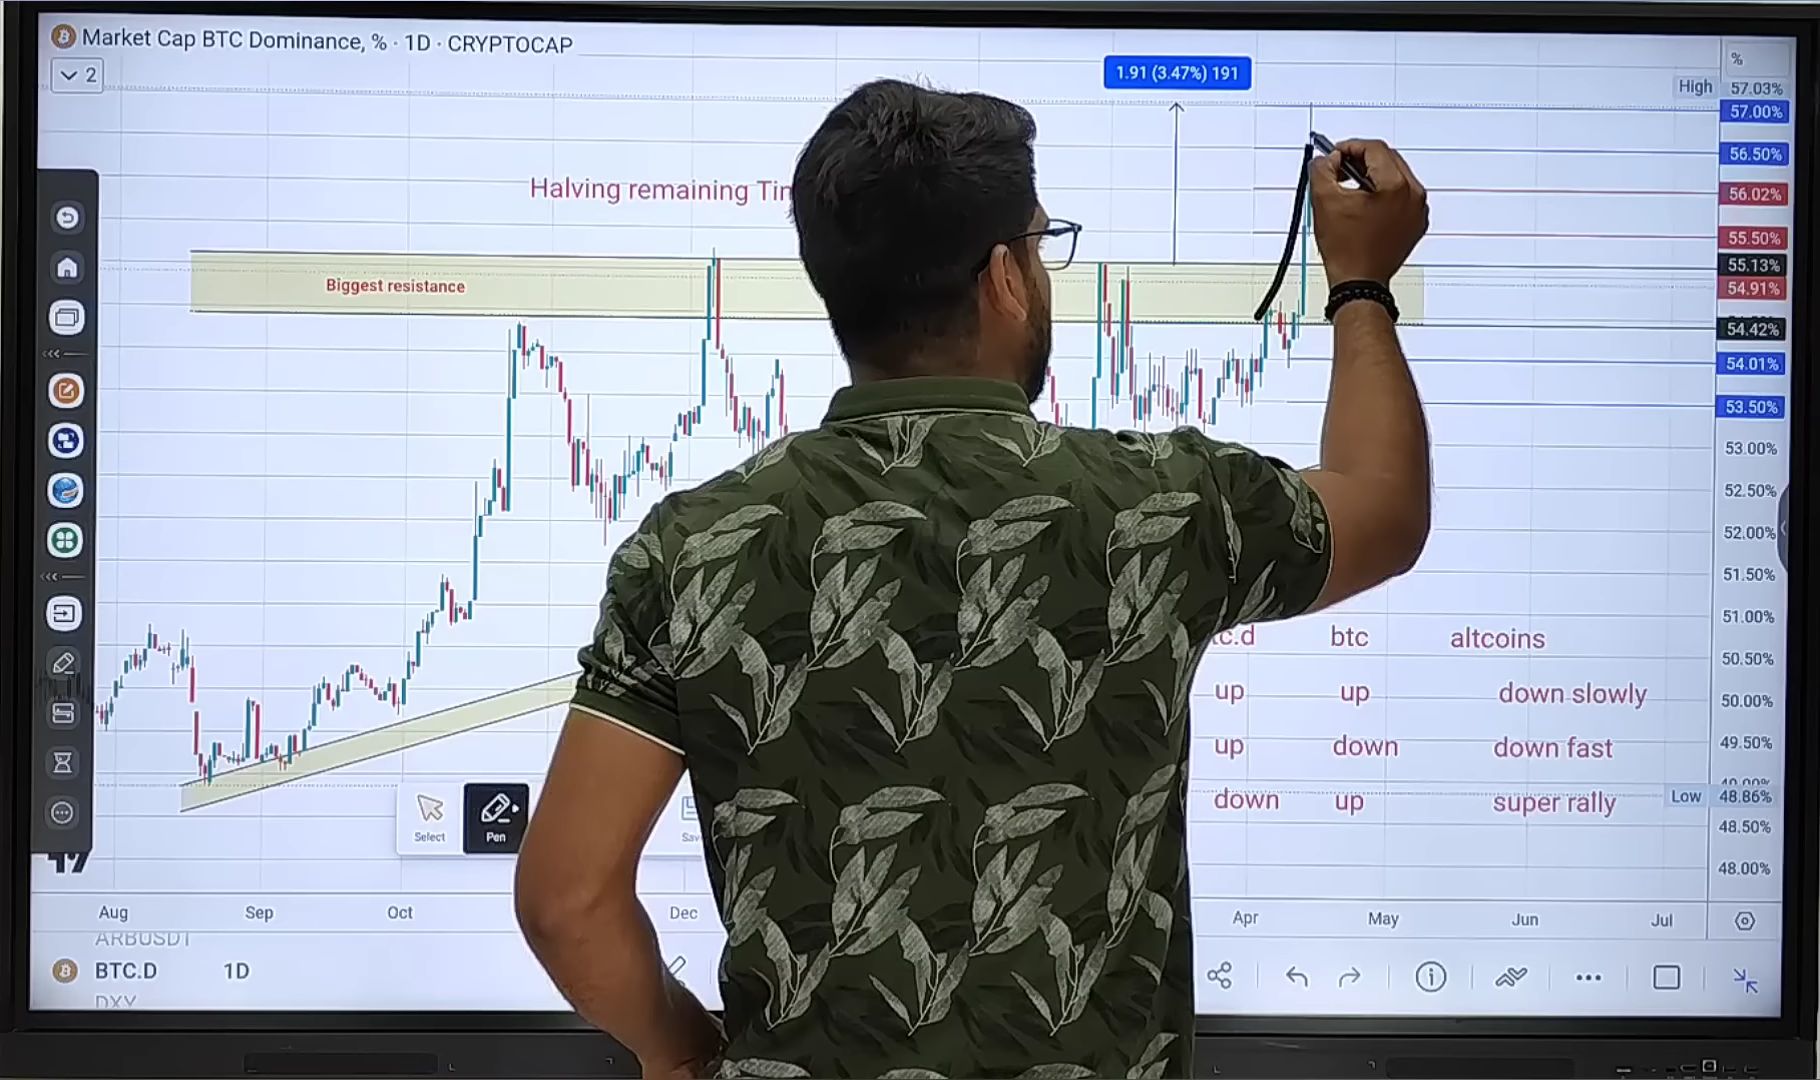 Market Cap BTC Dominance, % · 1D · CRYPTOCAP
2
1.91 (3.47%) 191
%
High 57.03%
57.00%
56.50%
Halving remaining
56.02%
55.50%
55.13%
Biggest resistance
54.91%
54.42%
54.01%
53.50%
53.00%
52.50%
52.00%
51.50%
51.00%
c.d btc altcoins
50.50%
up up down slowly
50.00%
up down down fast
49.50%
down up super rally
Low 48.86%
48.50%
48.00%
Select
Pen
Aug Sep Oct Dec Apr May Jun Jul
ARBUSDT
BTC.D 1D
DXY